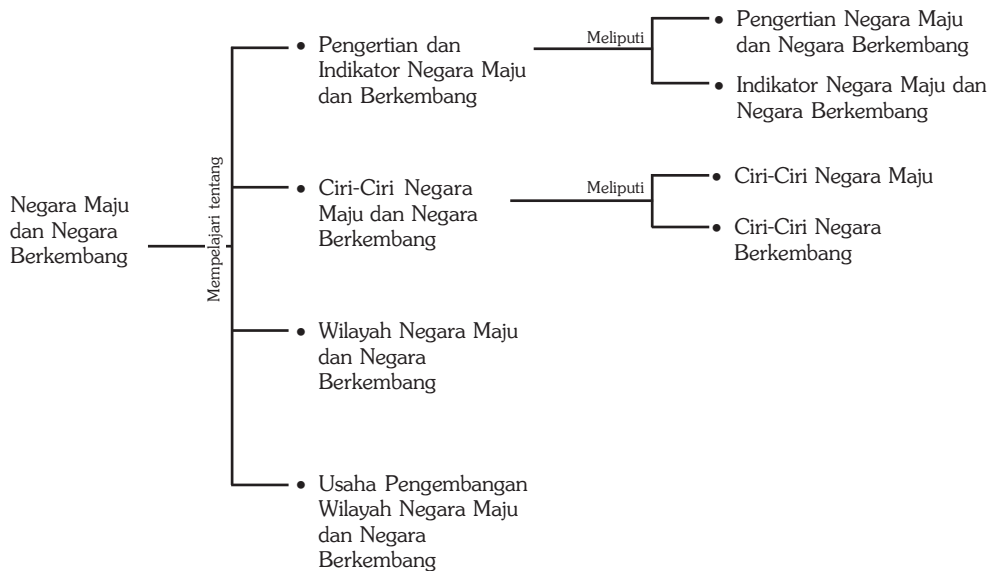 Negara Maju
dan Negara
Berkembang
Mempelajari tentang
• Pengertian dan
Indikator Negara Maju
dan Berkembang
Meliputi
• Pengertian Negara Maju
dan Negara Berkembang
• Indikator Negara Maju dan
Negara Berkembang
• Ciri-Ciri Negara
Maju dan Negara
Berkembang
Meliputi
• Ciri-Ciri Negara Maju
• Ciri-Ciri Negara
Berkembang
• Wilayah Negara Maju
dan Negara
Berkembang
• Usaha Pengembangan
Wilayah Negara Maju
dan Negara
Berkembang